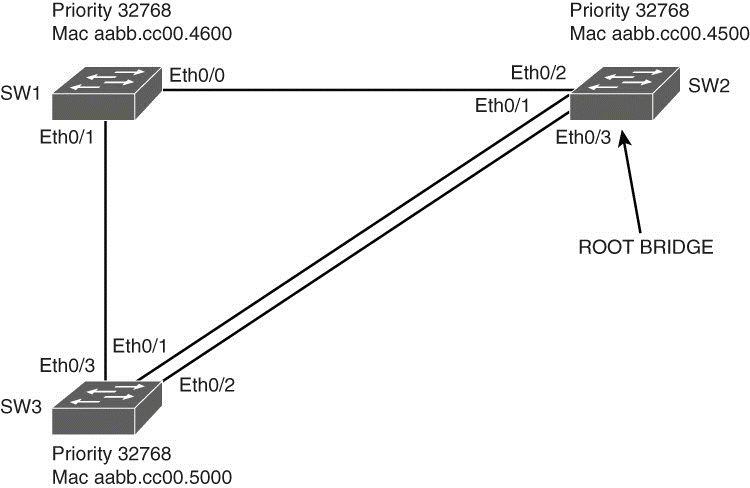 Priority 32768
Mac aabb.cc00.4600
Priority 32768
Mac aabb.cc00.4500
SW1
Eth0/0
Eth0/2
SW2
Eth0/1
Eth0/1
Eth0/3
ROOT BRIDGE
Eth0/1
Eth0/3
Eth0/2
SW3
Priority 32768
Mac aabb.cc00.5000